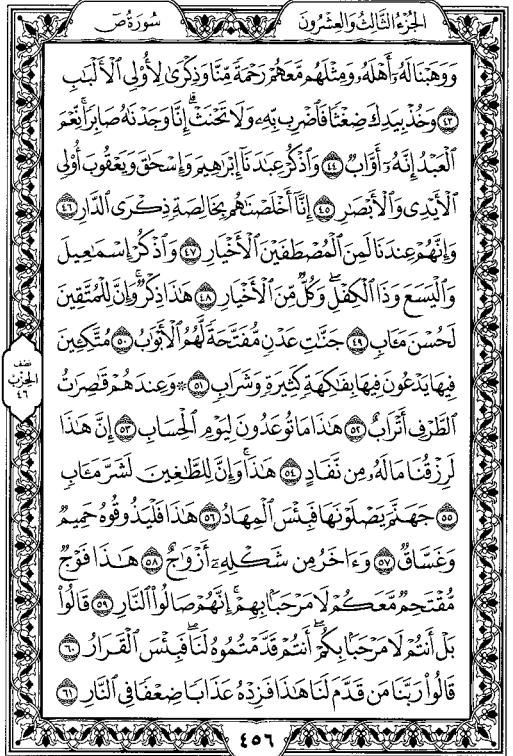 الجُزْءُ الثَّالِثُ وَالعِشْرُونَ
سُورَةُ صٓ
وَوَهَبْنَا لَهُۥٓ أَهْلَهُۥ وَمِثْلَهُم مَّعَهُمْ رَحْمَةً مِّنَّا وَذِكْرَىٰ لِأُو۟لِى ٱلْأَلْبَٰبِ
٤٣ وَخُذْ بِيَدِكَ ضِغْثًا فَٱضْرِب بِّهِۦ وَلَا تَحْنَثْ ۗ إِنَّا وَجَدْنَٰهُ صَابِرًا ۚ نِّعْمَ
ٱلْعَبْدُ ۖ إِنَّهُۥٓ أَوَّابٌ ٤٤ وَٱذْكُرْ عِبَٰدَنَآ إِبْرَٰهِيمَ وَإِسْحَٰقَ وَيَعْقُوبَ أُو۟لِى
ٱلْأَيْدِى وَٱلْأَبْصَٰرِ ٤٥ إِنَّآ أَخْلَصْنَٰهُم بِخَالِصَةٍ ذِكْرَى ٱلدَّارِ ٤٦
وَإِنَّهُمْ عِندَنَا لَمِنَ ٱلْمُصْطَفَيْنَ ٱلْأَخْيَارِ ٤٧ وَٱذْكُرْ إِسْمَٰعِيلَ
وَٱلْيَسَعَ وَذَا ٱلْكِفْلِ ۖ وَكُلٌّ مِّنَ ٱلْأَخْيَارِ ٤٨ هَٰذَا ذِكْرٌ ۚ وَإِنَّ لِلْمُتَّقِينَ
لَحُسْنَ مَـَٔابٍ ٤٩ جَنَّٰتِ عَدْنٍ مُّفَتَّحَةً لَّهُمُ ٱلْأَبْوَٰبُ ٥٠ مُتَّكِـِٔينَ
فِيهَا يَدْعُونَ فِيهَا بِفَٰكِهَةٍ كَثِيرَةٍ وَشَرَابٍ ٥١ ۞ وَعِندَهُمْ قَٰصِرَٰتُ
نصف
الحزب
٤٦
ٱلطَّرْفِ أَتْرَابٌ ٥٢ هَٰذَا مَا تُوعَدُونَ لِيَوْمِ ٱلْحِسَابِ ٥٣ إِنَّ هَٰذَا
لَرِزْقُنَا مَا لَهُۥ مِن نَّفَادٍ ٥٤ هَٰذَا ۚ وَإِنَّ لِلطَّٰغِينَ لَشَرَّ مَـَٔابٍ
٥٥ جَهَنَّمَ يَصْلَوْنَهَا فَبِئْسَ ٱلْمِهَادُ ٥٦ هَٰذَا فَلْيَذُوقُوهُ حَمِيمٌ
وَغَسَّاقٌ ٥٧ وَءَاخَرُ مِن شَكْلِهِۦٓ أَزْوَٰجٌ ٥٨ هَٰذَا فَوْجٌ
مُّقْتَحِمٌ مَّعَكُمْ ۖ لَا مَرْحَبًۢا بِهِمْ ۚ إِنَّهُمْ صَالُوا۟ ٱلنَّارِ ٥٩ قَالُوا۟
بَلْ أَنتُمْ لَا مَرْحَبًۢا بِكُمْ ۖ أَنتُمْ قَدَّمْتُمُوهُ لَنَا ۖ فَبِئْسَ ٱلْقَرَارُ ٦٠
قَالُوا۟ رَبَّنَا مَن قَدَّمَ لَنَا هَٰذَا فَزِدْهُ عَذَابًا ضِعْفًا فِى ٱلنَّارِ ٦١
٤٥٦